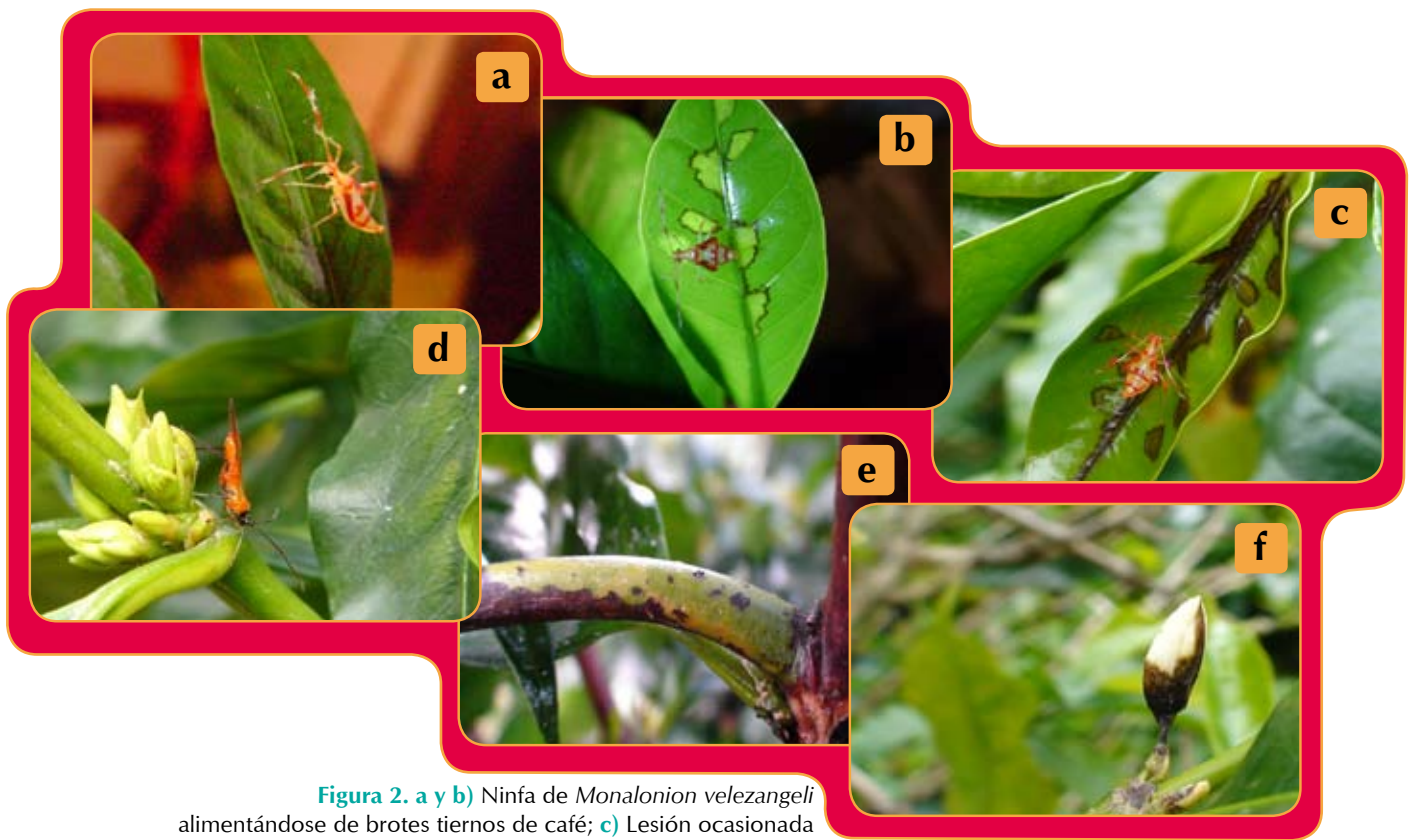 a
b
c
d
e
f
Figura 2. a y b) Ninfa de Monalonion velezangeli
alimentándose de brotes tiernos de café; c) Lesión ocasionada